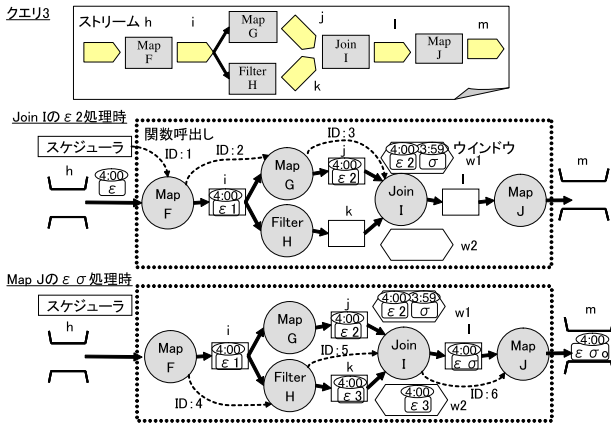 クエリ3
ストリーム h
i
j
k
l
m
Map F
Map G
Filter H
Join I
Map J
Join Iのε2処理時
関数呼出し
スケジューラ
ID:1
ID:2
ID:3
ウインドウ
h
4:00 ε
Map F
i
4:00 ε1
Map G
Filter H
j
4:00 ε2
k
4:00 3:59
ε2 σ
w1
Join I
w2
l
Map J
m
Map Jのεσ処理時
スケジューラ
h
Map F
i
4:00 ε1
Map G
Filter H
j
4:00 ε2
ID:5
k
4:00 ε3
4:00 3:59
ε2 σ
w1
Join I
4:00 ε3
w2
l
4:00 εσ
Map J
m
4:00 εσo
ID:4
ID:6